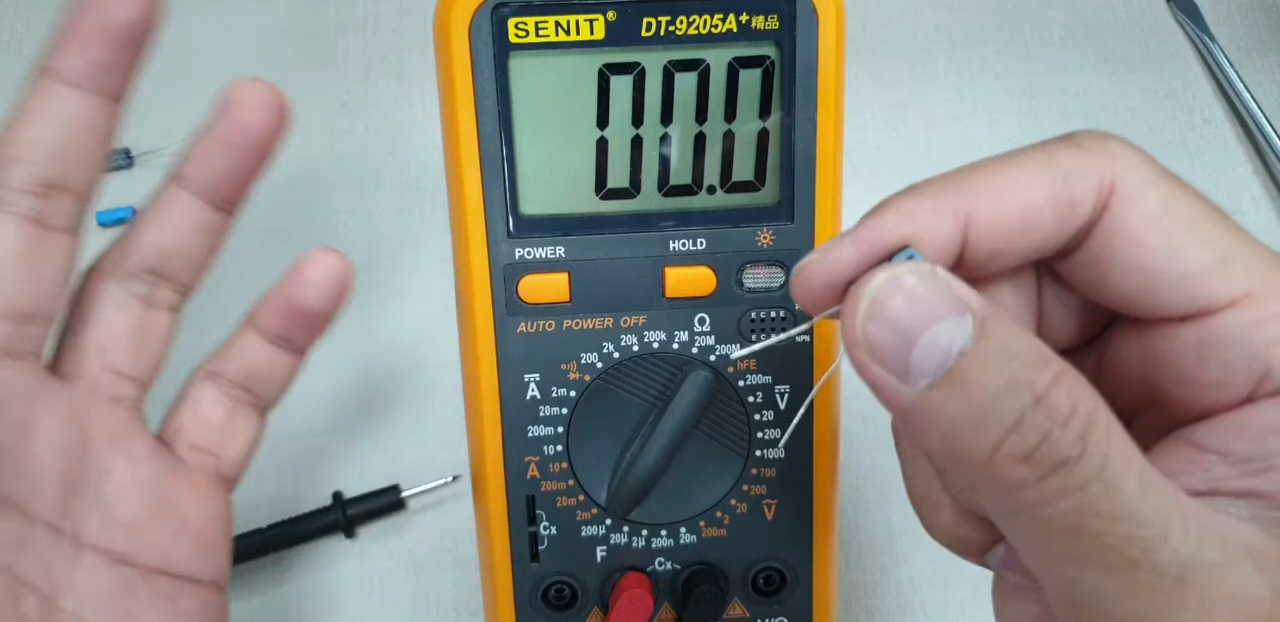 SENIT®
DT-9205A+精品
00.0
POWER
HOLD
AUTO POWER OFF
Ω
200
2k
20k
200k
2M
20M
200M
hFE
E C B E
E C B E
NPN
A
2m
20m
200m
10
A
10
200m
20m
2m
V
200m
2
20
200
1000
V
700
200
20
2
200m
F
200µ
20µ
2µ
200n
20n
Cx
Cx